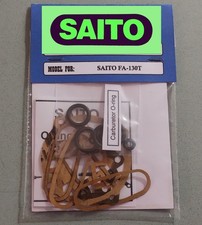 SAITO
MODEL FOR:
SAITO FA-130T
Carburetor O-ring